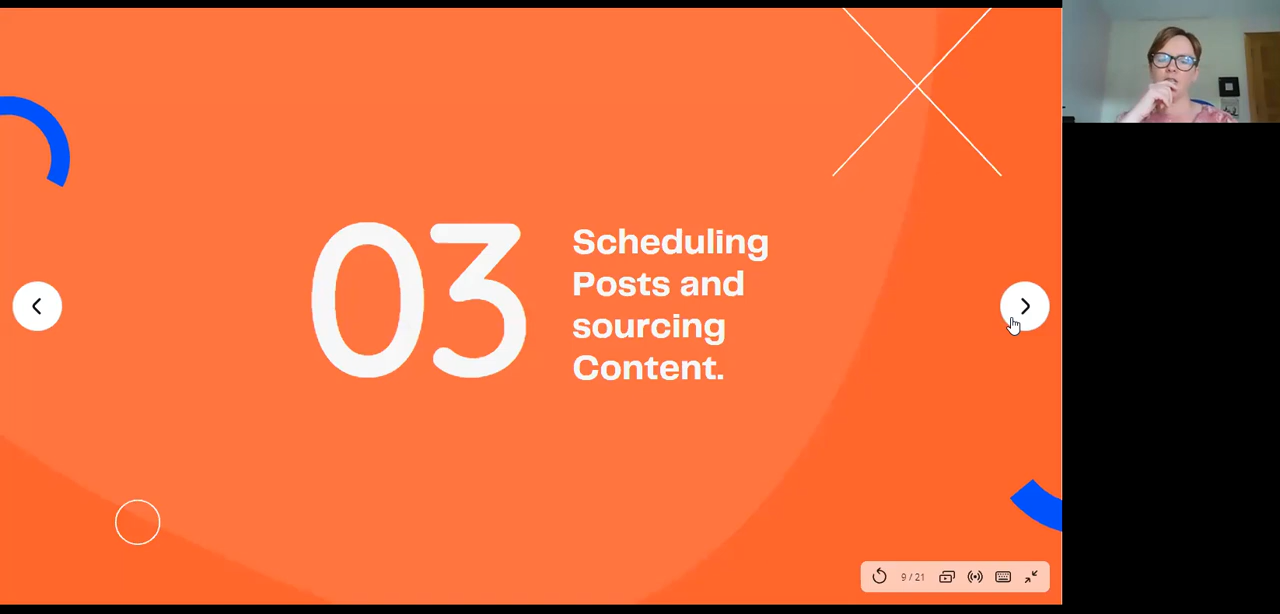 03
Scheduling
Posts and
sourcing
Content.
9 / 21